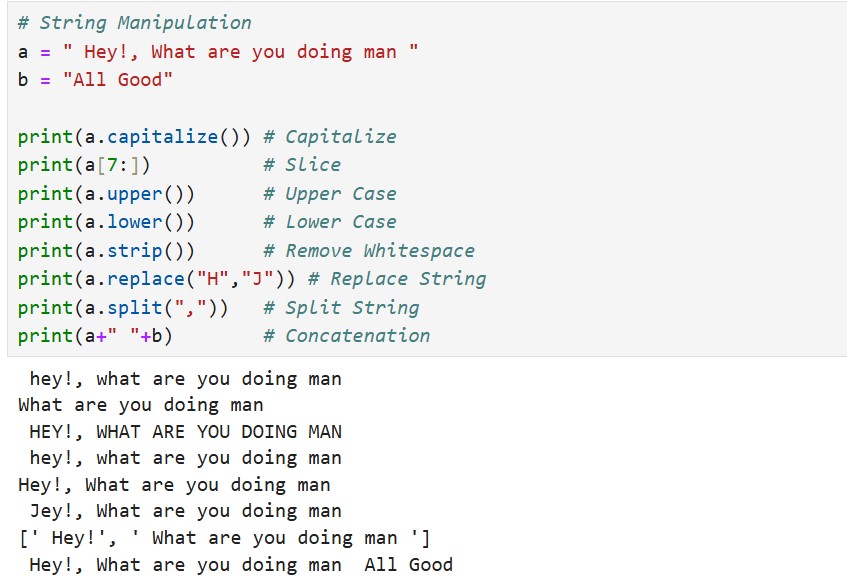 # String Manipulation
a = " Hey!, What are you doing man "
b = "All Good"
print(a.capitalize()) # Capitalize
print(a[7:])          # Slice
print(a.upper())      # Upper Case
print(a.lower())      # Lower Case
print(a.strip())      # Remove Whitespace
print(a.replace("H","J")) # Replace String
print(a.split(","))   # Split String
print(a+" "+b)        # Concatenation
 hey!, what are you doing man
What are you doing man
 HEY!, WHAT ARE YOU DOING MAN
 hey!, what are you doing man
Hey!, What are you doing man
 Jey!, What are you doing man
[' Hey!', ' What are you doing man ']
 Hey!, What are you doing man  All Good